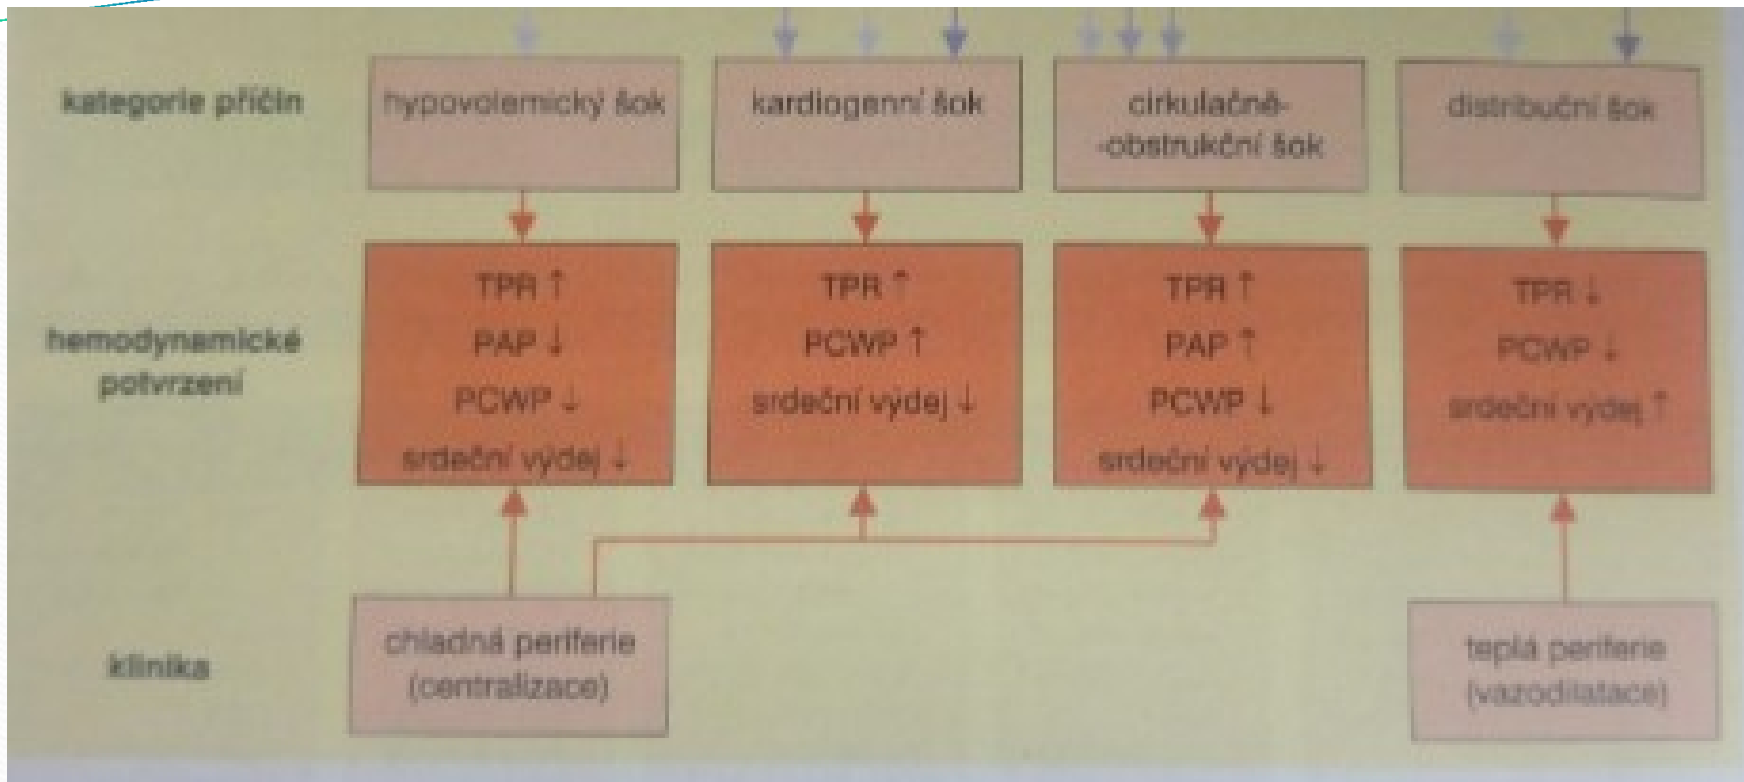 kategorie příčin
hypovolemický šok
kardiogenní šok
cirkulačně-
-obstrukční šok
distribuční šok
hemodynamické
potvrzení
TPR ↑
PAP ↓
PCWP ↓
srdeční výdej ↓
TPR ↑
PCWP ↑
srdeční výdej ↓
TPR ↑
PAP ↑
PCWP ↓
srdeční výdej ↓
TPR ↓
PCWP ↓
srdeční výdej ↑
klinika
chladná periferie
(centralizace)
teplá periferie
(vazodilatace)